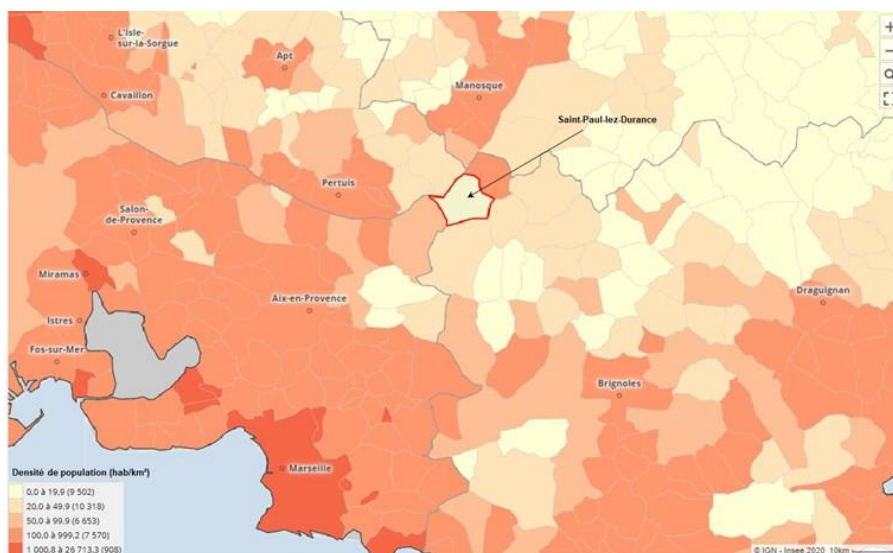 L'Isle-
sur-la-Sorgue
Apt
Cavaillon
Manosque
Saint-Paul-lez-Durance
Pertuis
Salon-
de-Provence
Miramas
Aix-en-Provence
Draguignan
Istres
Fos-sur-Mer
Brignoles
Marseille
Densité de population (hab/km²)
0,0 à 19,9 (9 502)
20,0 à 49,9 (10 318)
50,0 à 99,9 (6 653)
100,0 à 999,2 (7 570)
1 000,8 à 26 713,3 (908)
© IGN - Insee 2020 10km